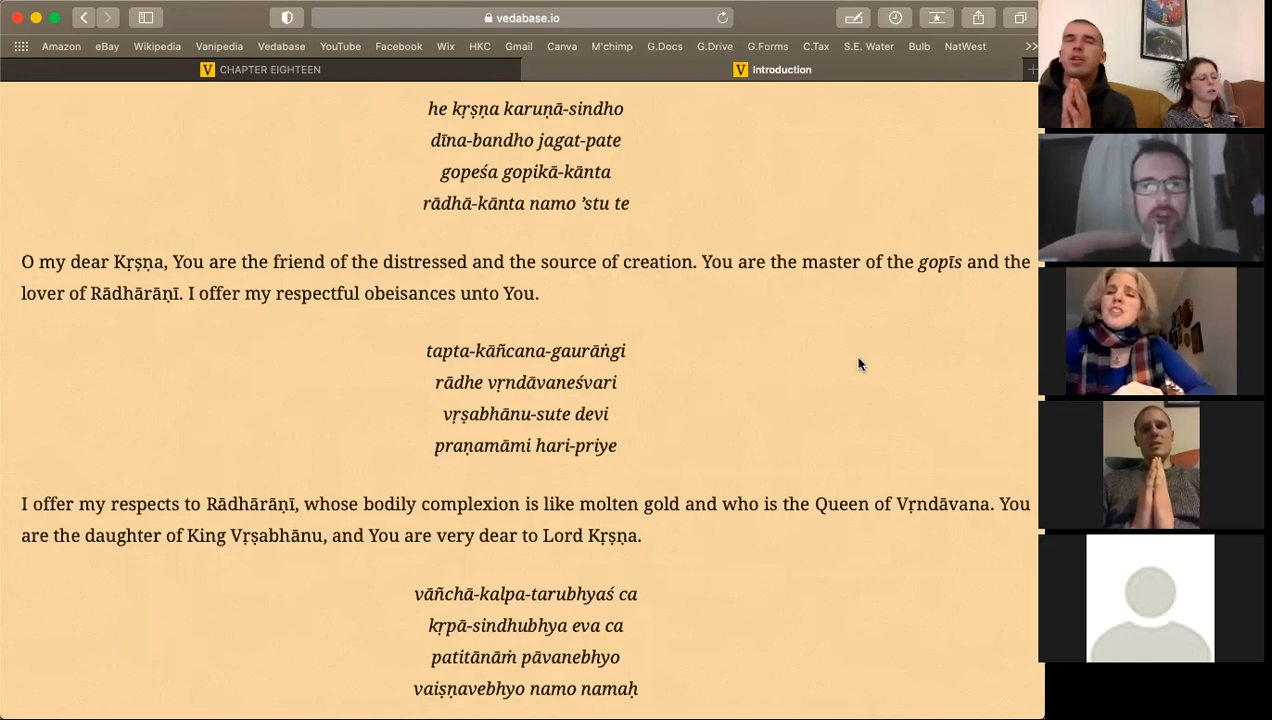 vedabase.io
Amazon eBay Wikipedia Vanipedia Vedabase YouTube Facebook Wix HKC Gmail Canva M'chimp G.Docs G.Drive G.Forms C.Tax S.E. Water Bulb NatWest >>
V CHAPTER EIGHTEEN V Introduction +
he kṛṣṇa karuṇā-sindho
dīna-bandho jagat-pate
gopeśa gopikā-kānta
rādhā-kānta namo ’stu te
O my dear Kṛṣṇa, You are the friend of the distressed and the source of creation. You are the master of the gopīs and the
lover of Rādhārāṇī. I offer my respectful obeisances unto You.
tapta-kāñcana-gaurāṅgi
rādhe vṛndāvaneśvari
vṛṣabhānu-sute devi
praṇamāmi hari-priye
I offer my respects to Rādhārāṇī, whose bodily complexion is like molten gold and who is the Queen of Vṛndāvana. You
are the daughter of King Vṛṣabhānu, and You are very dear to Lord Kṛṣṇa.
vāñchā-kalpa-tarubhyaś ca
kṛpā-sindhubhya eva ca
patitānāṁ pāvanebhyo
vaiṣṇavebhyo namo namaḥ